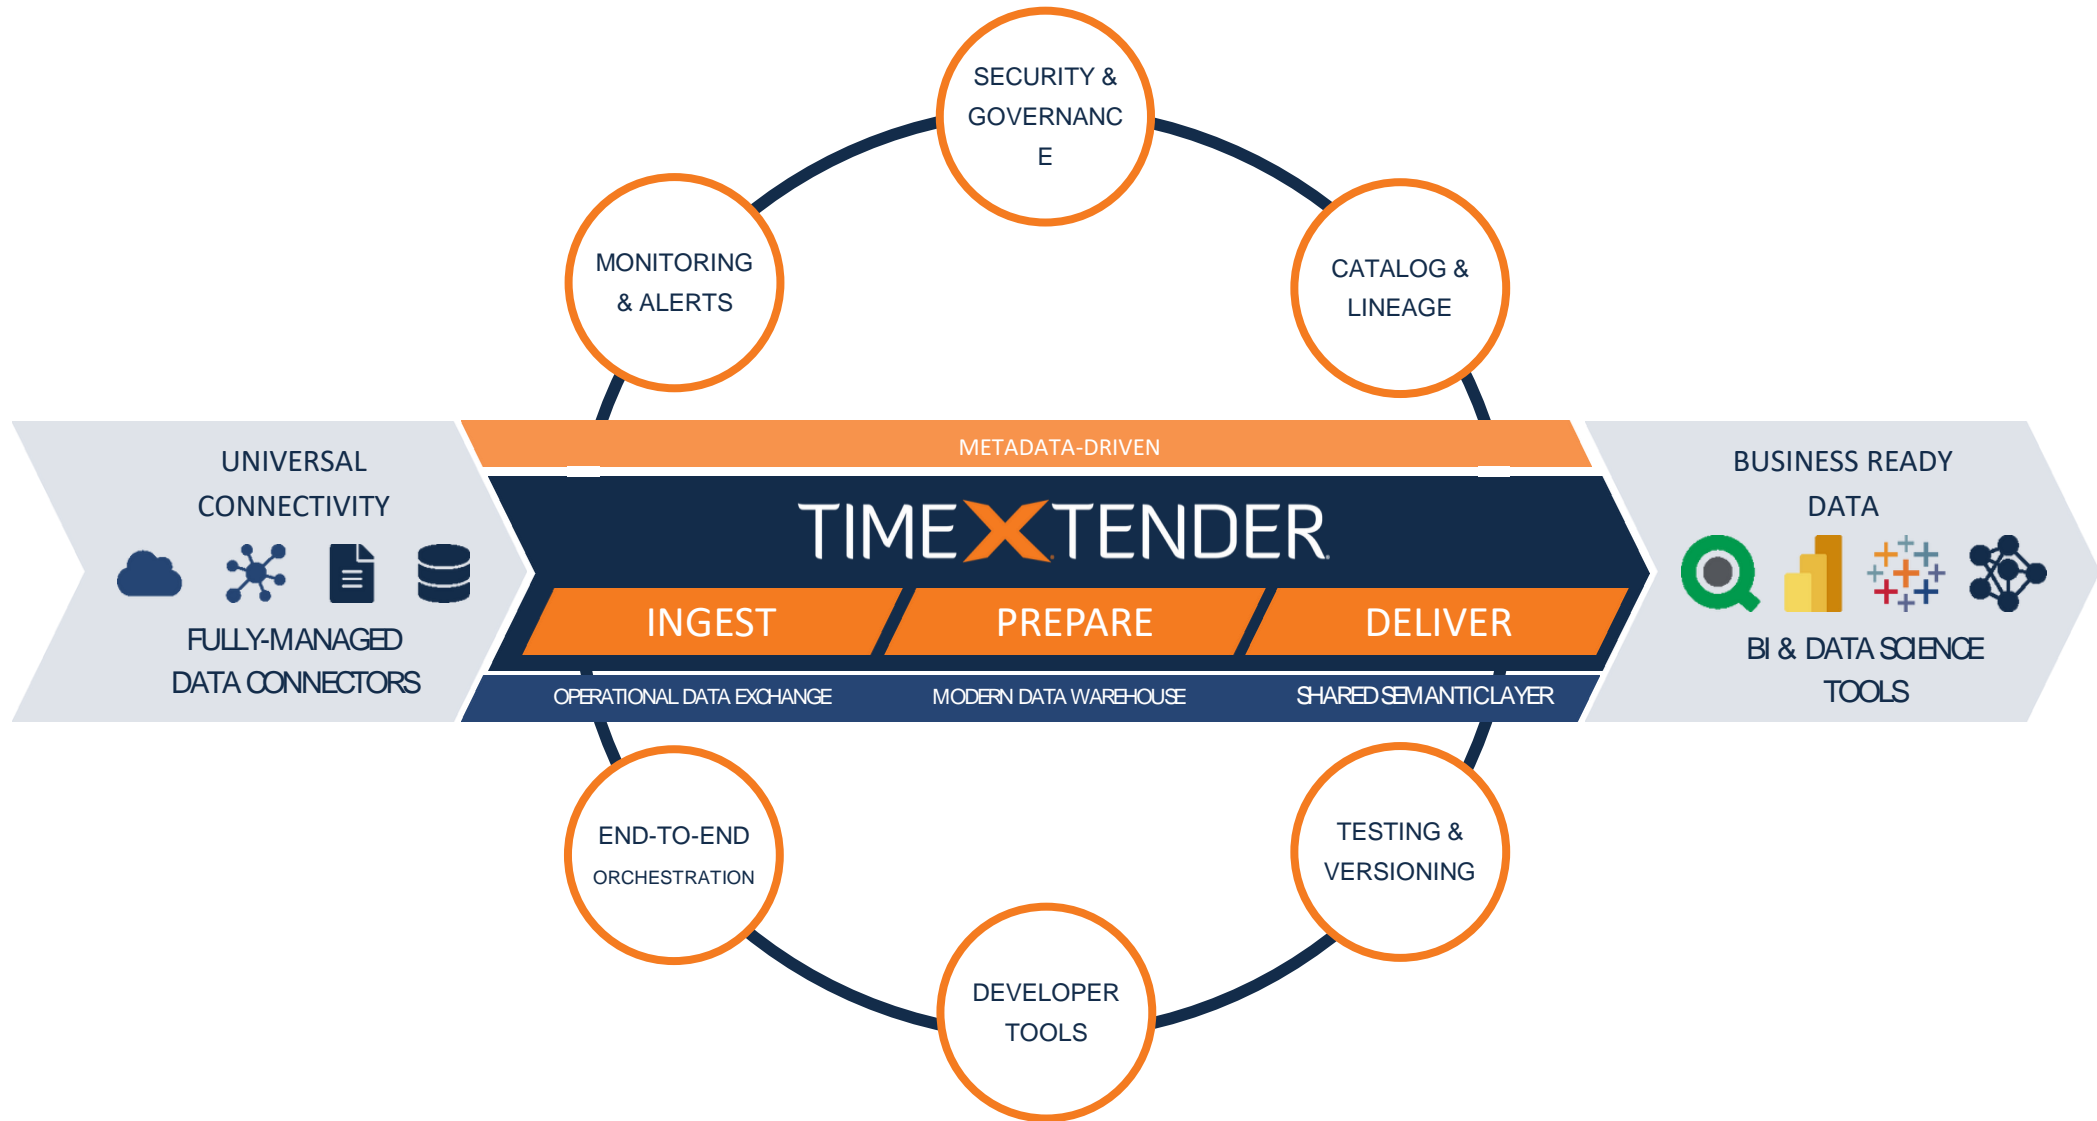 SECURITY &
GOVERNANC
E
MONITORING
& ALERTS
CATALOG &
LINEAGE
UNIVERSAL
CONNECTIVITY
FULLY-MANAGED
DATA CONNECTORS
METADATA-DRIVEN
TIMEXTENDER
INGEST
PREPARE
DELIVER
OPERATIONAL DATA EXCHANGE
MODERN DATA WAREHOUSE
SHARED SEMANTIC LAYER
BUSINESS READY
DATA
BI & DATA SCIENCE
TOOLS
END-TO-END
ORCHESTRATION
TESTING &
VERSIONING
DEVELOPER
TOOLS